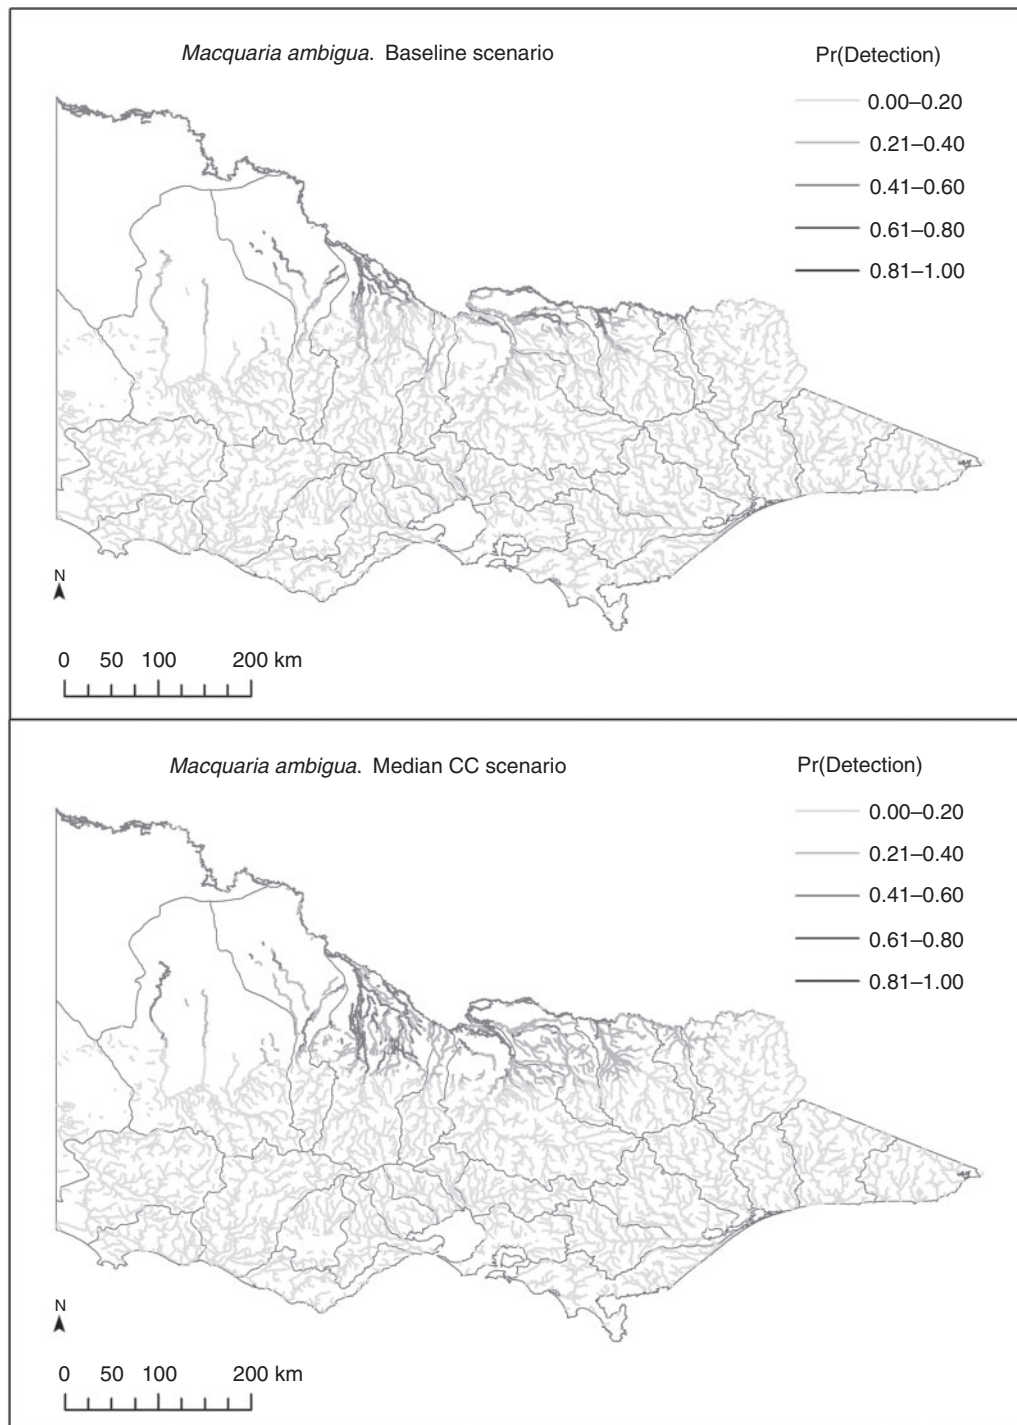 Macquaria ambigua. Baseline scenario
Pr(Detection)
0.00–0.20
0.21–0.40
0.41–0.60
0.61–0.80
0.81–1.00
N
0 50 100 200 km
Macquaria ambigua. Median CC scenario
Pr(Detection)
0.00–0.20
0.21–0.40
0.41–0.60
0.61–0.80
0.81–1.00
N
0 50 100 200 km